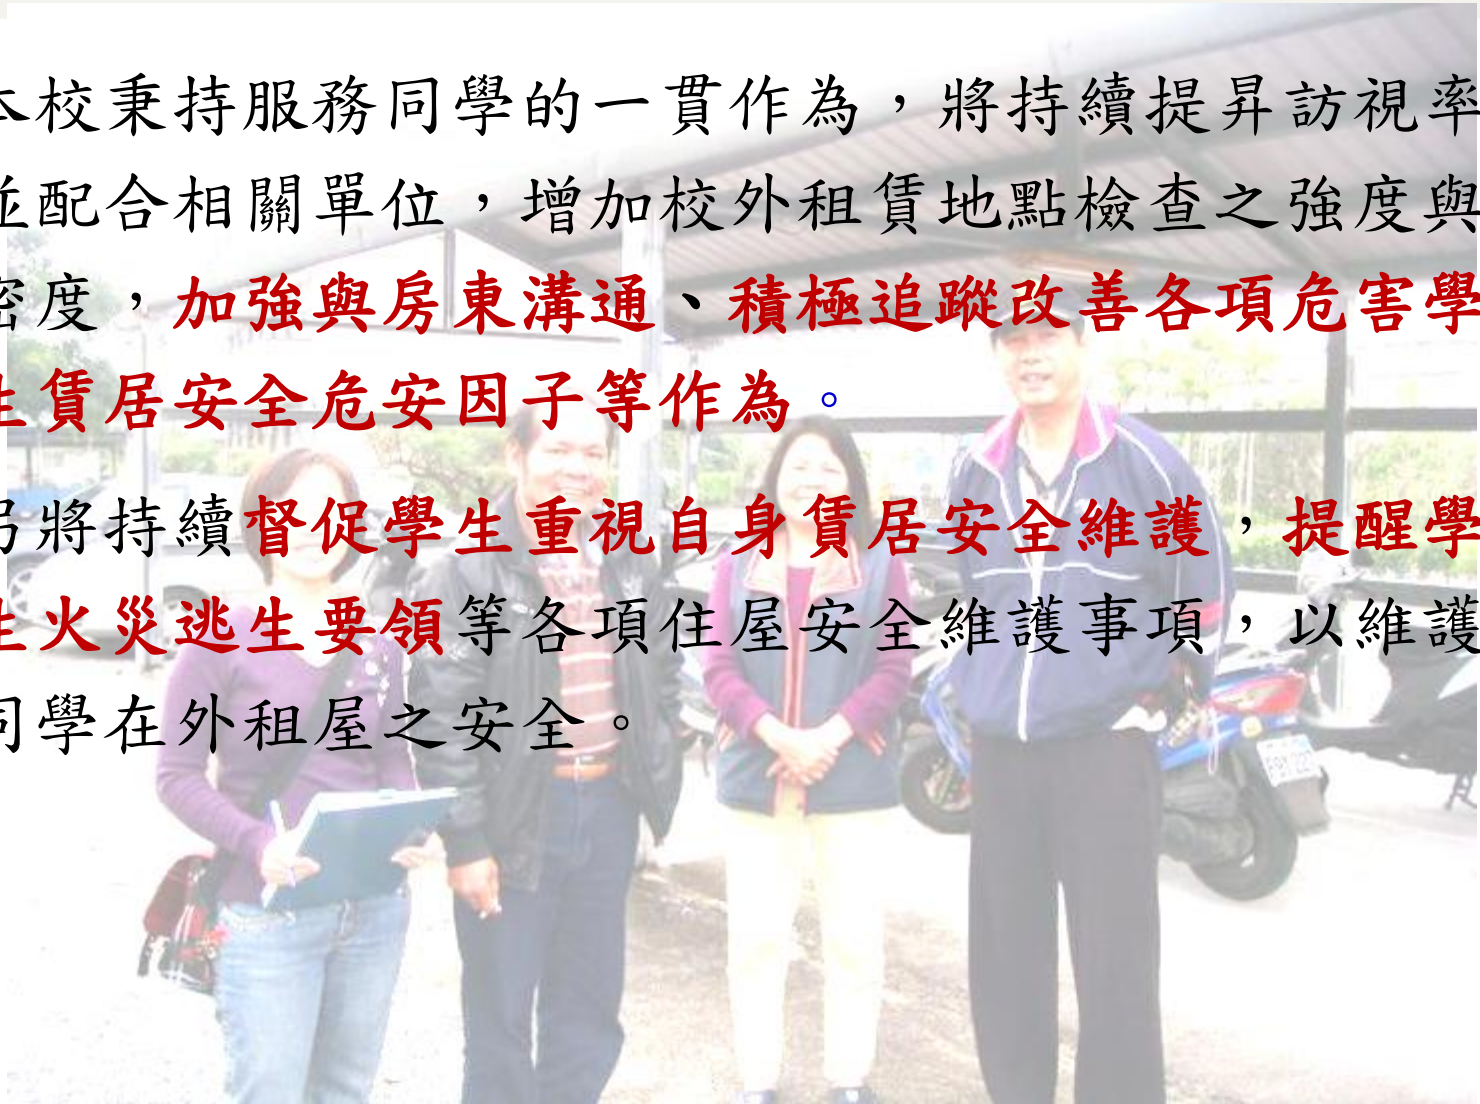 本校秉持服務同學的一貫作為，將持續提昇訪視率
並配合相關單位，增加校外租賃地點檢查之強度與
密度，加強與房東溝通、積極追蹤改善各項危害學
生賃居安全危安因子等作為。
將持續督促學生重視自身賃居安全維護，提醒學
生火災逃生要領等各項住屋安全維護事項，以維護
同學在外租屋之安全。